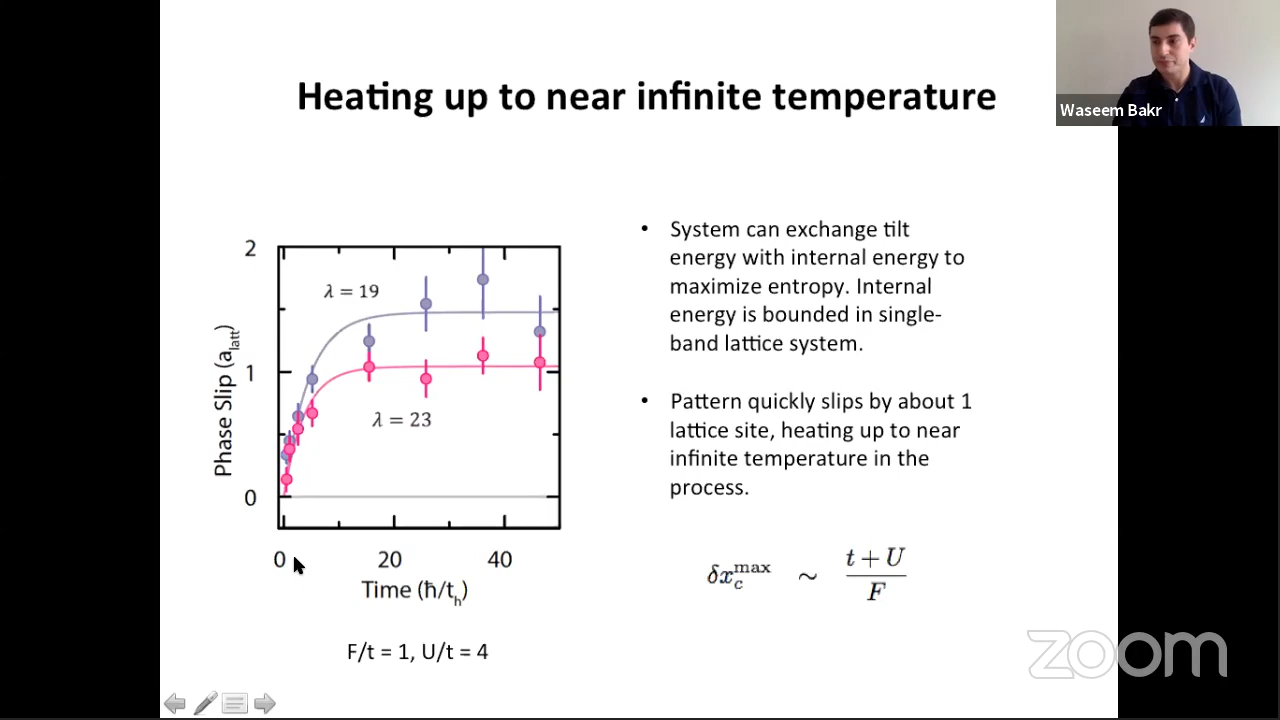 Heating up to near infinite temperature
Waseem Bakr
2
1
0
Phase Slip (a_latt)
λ = 19
λ = 23
0 20 40
Time (ħ/t_h)
F/t = 1, U/t = 4
• System can exchange tilt
energy with internal energy to
maximize entropy. Internal
energy is bounded in single-
band lattice system.
• Pattern quickly slips by about 1
lattice site, heating up to near
infinite temperature in the
process.
δx_c^max ~ (t + U)/F
zoom